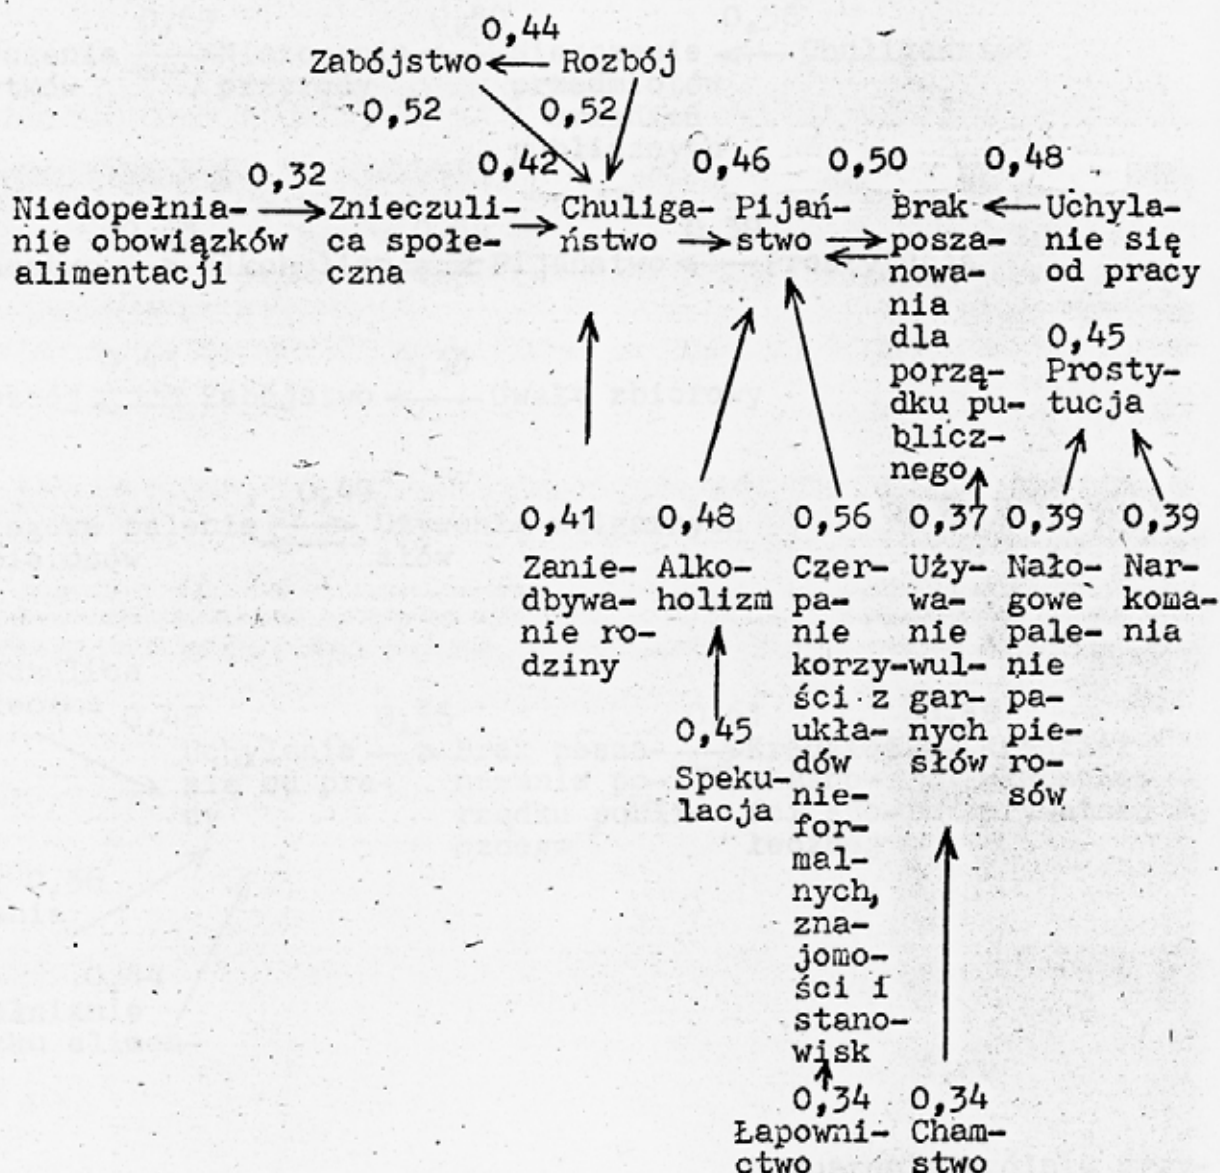 0,44
Zabójstwo ← Rozbój
0,52 0,52
0,32 0,42 0,46 0,50 0,48
Niedopełnia- → Znieczuli- → Chuliga- Pijań- Brak ← Uchyla-
nie obowiązków ca społe- ństwo → stwo → posza- nie się
alimentacji czna nowa- od pracy
nia
dla 0,45
porzą- Prosty-
dku pu- tucja
blicz-
nego
0,41 0,48 0,56 0,37 0,39 0,39
Zanie- Alko- Czer- Uży- Nało- Nar-
dbywa- holizm pa- wa- gowe koma-
nie ro- nie nie pale- nia
dziny korzy- wul- nie
ści z gar- pa-
0,45 ukła- nych pie-
Speku- dów słów ro-
lacja nie- sów
for-
mal-
nych,
zna-
jomo-
ści i
stano-
wisk
0,34 0,34
Łapowni- Cham-
ctwo stwo